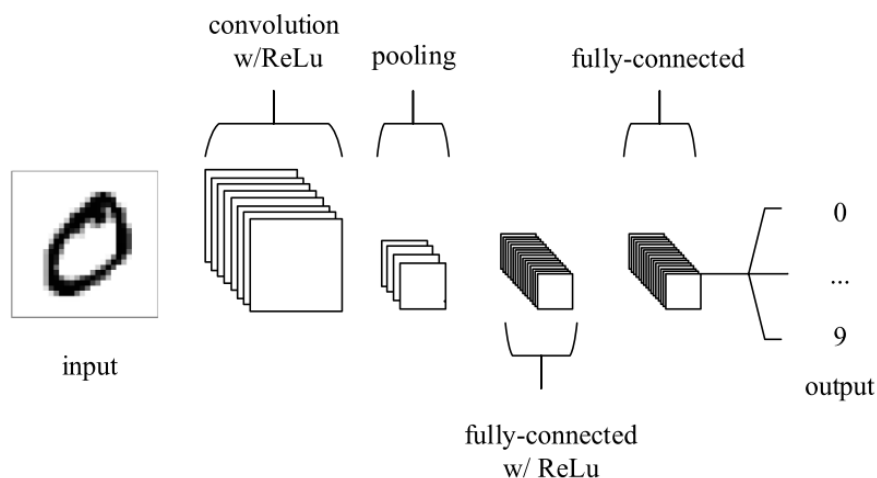 convolution
w/ReLu
pooling
fully-connected
0
...
9
input
output
fully-connected
w/ ReLu